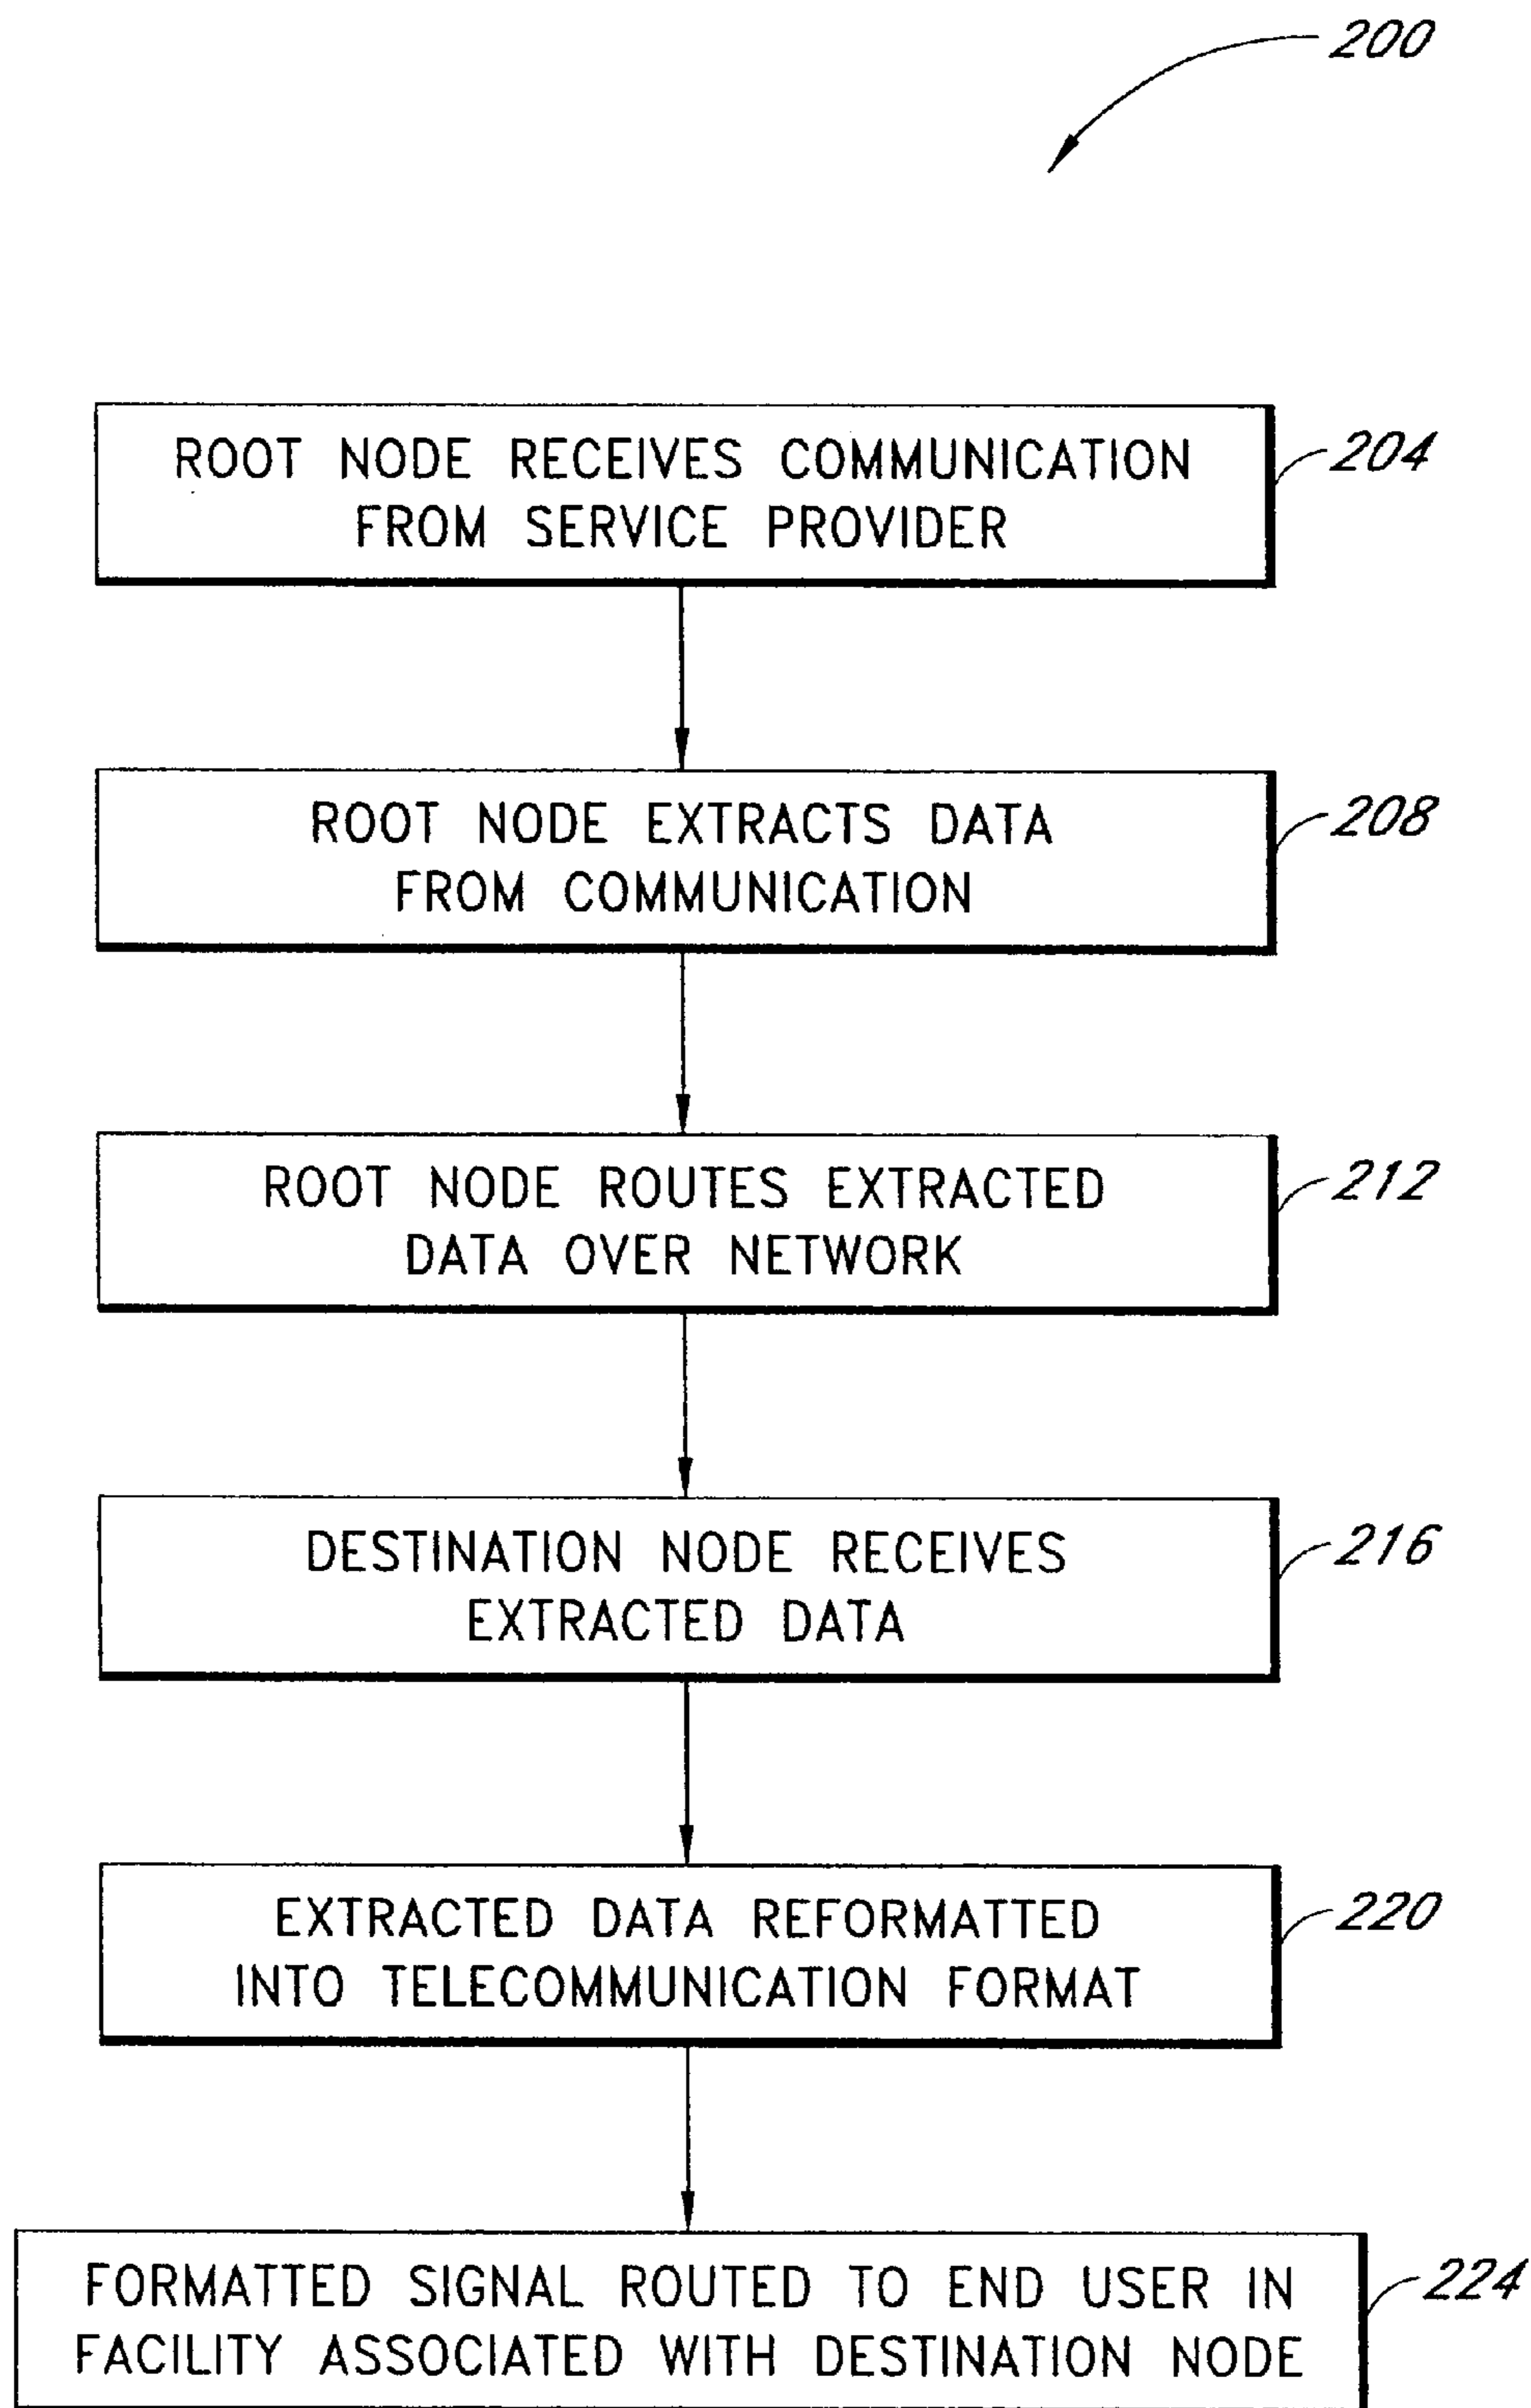 200
ROOT NODE RECEIVES COMMUNICATION
FROM SERVICE PROVIDER
204
ROOT NODE EXTRACTS DATA
FROM COMMUNICATION
208
ROOT NODE ROUTES EXTRACTED
DATA OVER NETWORK
212
DESTINATION NODE RECEIVES
EXTRACTED DATA
216
EXTRACTED DATA REFORMATTED
INTO TELECOMMUNICATION FORMAT
220
FORMATTED SIGNAL ROUTED TO END USER IN
FACILITY ASSOCIATED WITH DESTINATION NODE
224